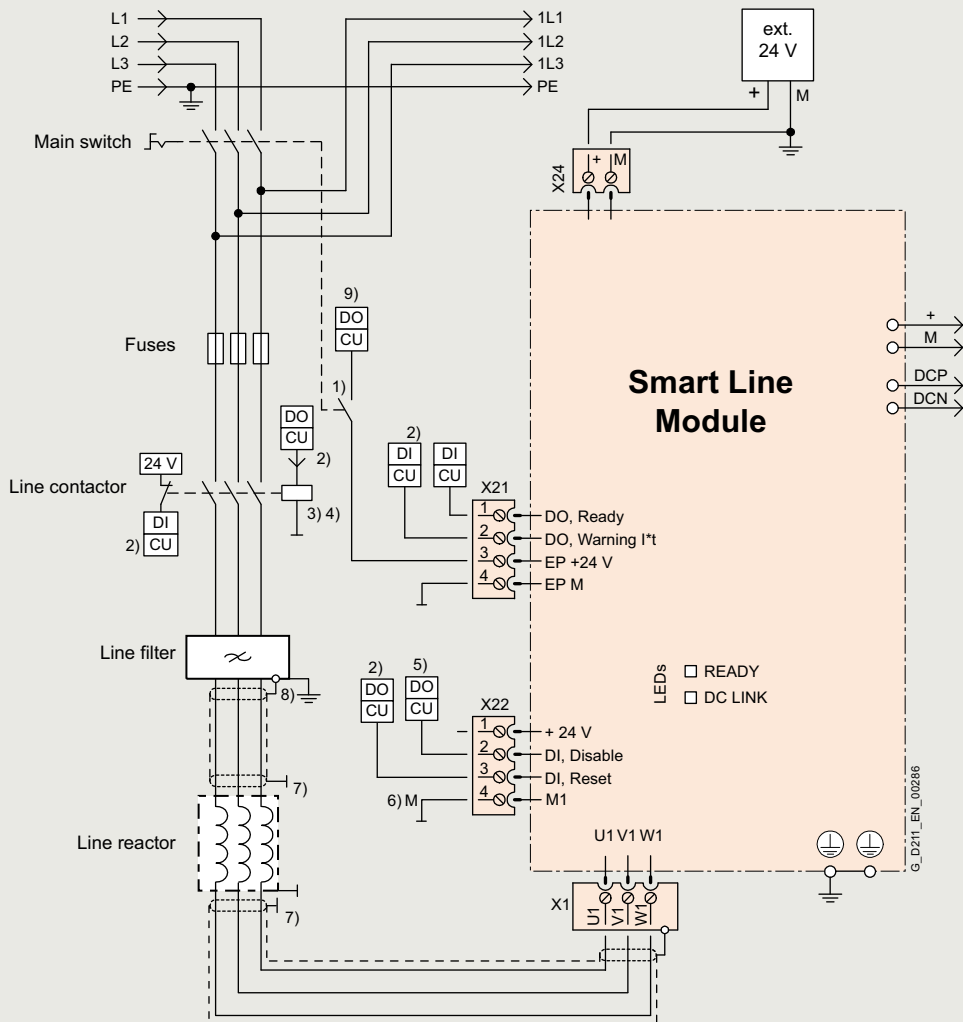 L1
L2
L3
PE
1L1
1L2
1L3
PE
ext.
24 V
+
M
Main switch
X24
+ M
Fuses
9)
DO
CU
1)
Smart Line
Module
+
M
DCP
DCN
DO
CU
2)
24 V
Line contactor
DI
CU
2)
3) 4)
2)
DI
CU
DI
CU
X21
1
2
3
4
DO, Ready
DO, Warning I*t
EP +24 V
EP M
Line filter
8)
2)
DO
CU
5)
DO
CU
X22
1
2
3
4
+ 24 V
DI, Disable
DI, Reset
M1
6) M
LEDs
READY
DC LINK
7)
Line reactor
7)
U1 V1 W1
X1
U1
V1
W1
G_D211_EN_00286